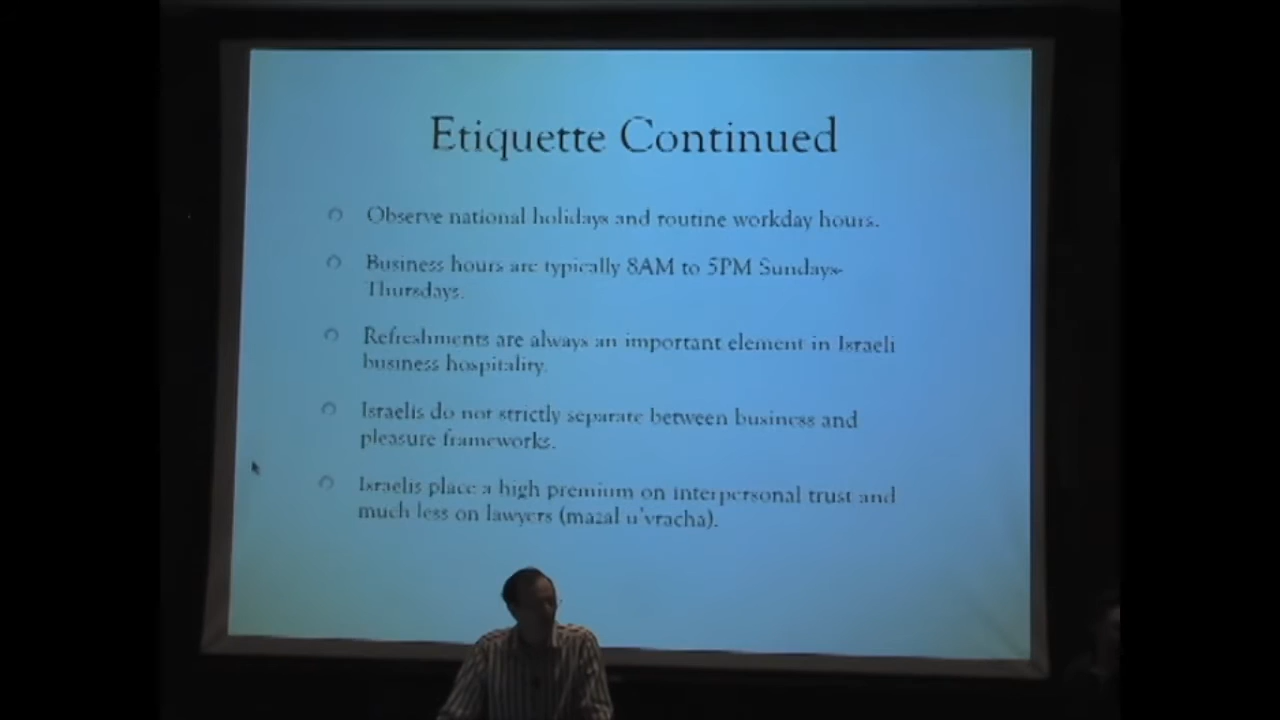 Etiquette Continued
Observe national holidays and routine workday hours.
Business hours are typically 8AM to 5PM Sundays-
Thursdays.
Refreshments are always an important element in Israeli
business hospitality.
Israelis do not strictly separate between business and
pleasure frameworks.
Israelis place a high premium on interpersonal trust and
much less on lawyers (mazal u'vracha).